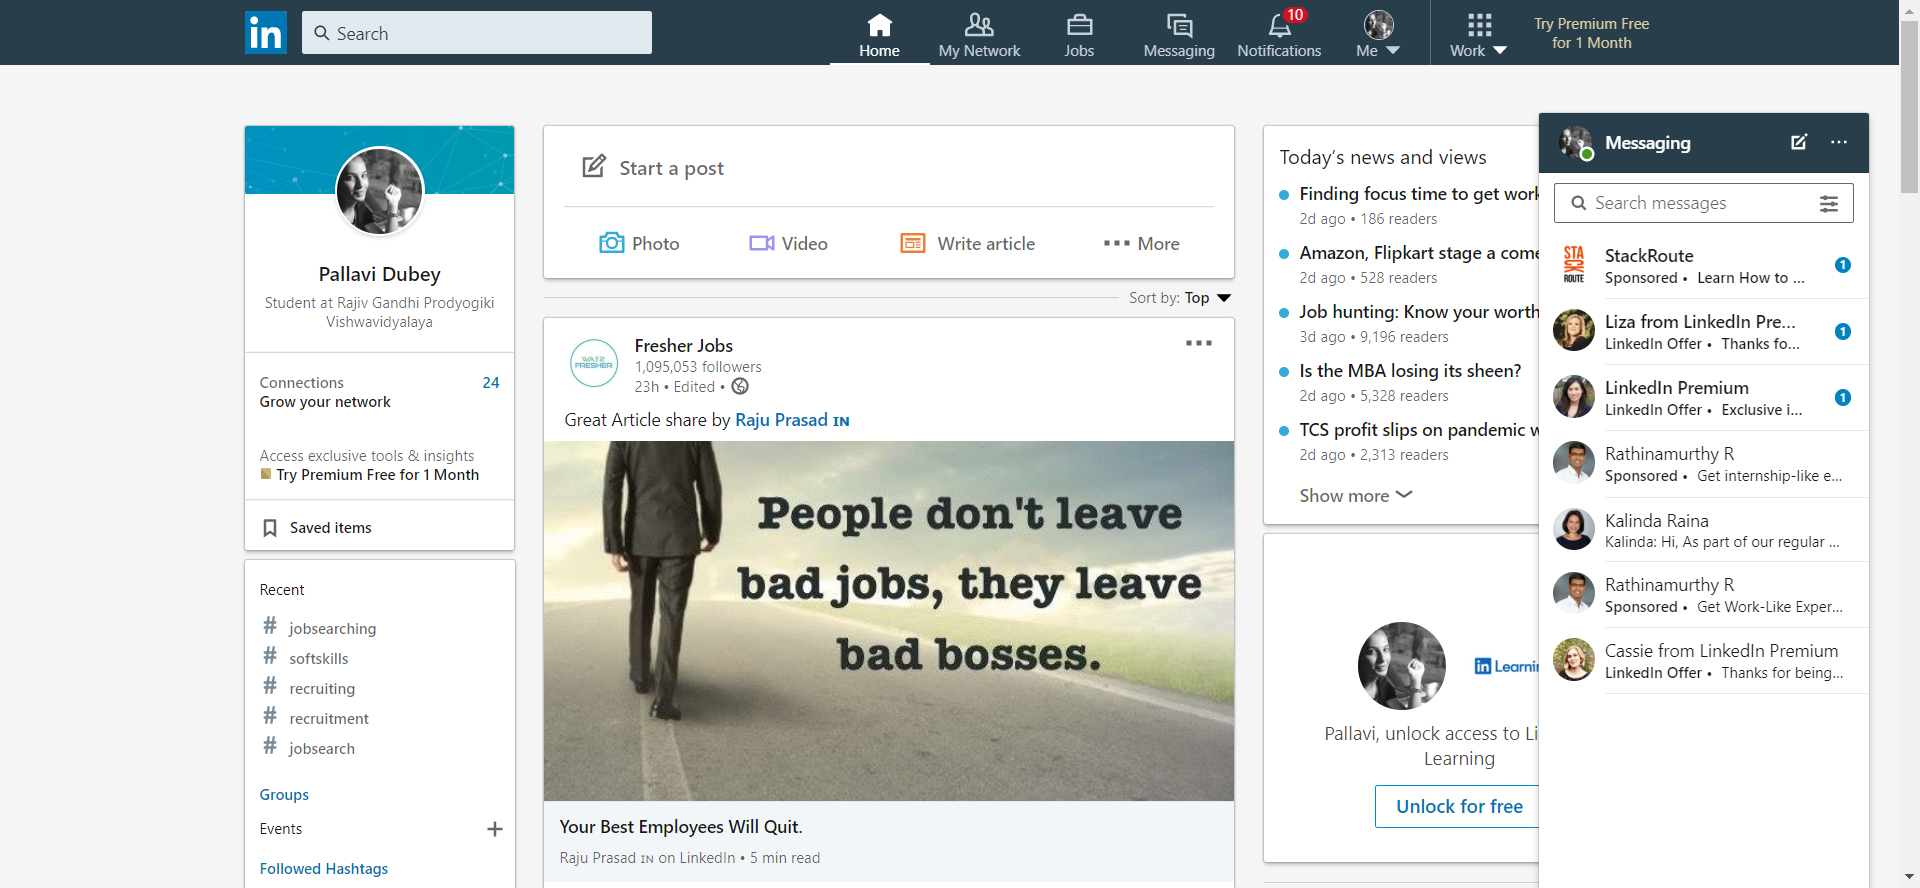 in
Search
Home
My Network
Jobs
Messaging
10
Notifications
Me
Work
Try Premium Free
for 1 Month
Pallavi Dubey
Student at Rajiv Gandhi Prodyogiki
Vishwavidyalaya
Connections 24
Grow your network
Access exclusive tools & insights
Try Premium Free for 1 Month
Saved items
Recent
# jobsearching
# softskills
# recruiting
# recruitment
# jobsearch
Groups
Events +
Followed Hashtags
Start a post
Photo
Video
Write article
More
Sort by: Top
WATS
FRESHER
Fresher Jobs
1,095,053 followers
23h • Edited •
Great Article share by Raju Prasad IN
People don't leave
bad jobs, they leave
bad bosses.
Your Best Employees Will Quit.
Raju Prasad IN on LinkedIn • 5 min read
Today's news and views
Finding focus time to get work
2d ago • 186 readers
Amazon, Flipkart stage a come
2d ago • 528 readers
Job hunting: Know your worth
3d ago • 9,196 readers
Is the MBA losing its sheen?
2d ago • 5,328 readers
TCS profit slips on pandemic w
2d ago • 2,313 readers
Show more
in Learnin
Pallavi, unlock access to Li
Learning
Unlock for free
Messaging
Search messages
STA
CK
ROUTE
StackRoute
Sponsored • Learn How to ...
1
Liza from LinkedIn Pre...
LinkedIn Offer • Thanks fo...
1
LinkedIn Premium
LinkedIn Offer • Exclusive i...
1
Rathinamurthy R
Sponsored • Get internship-like e...
Kalinda Raina
Kalinda: Hi, As part of our regular ...
Rathinamurthy R
Sponsored • Get Work-Like Exper...
Cassie from LinkedIn Premium
LinkedIn Offer • Thanks for being...